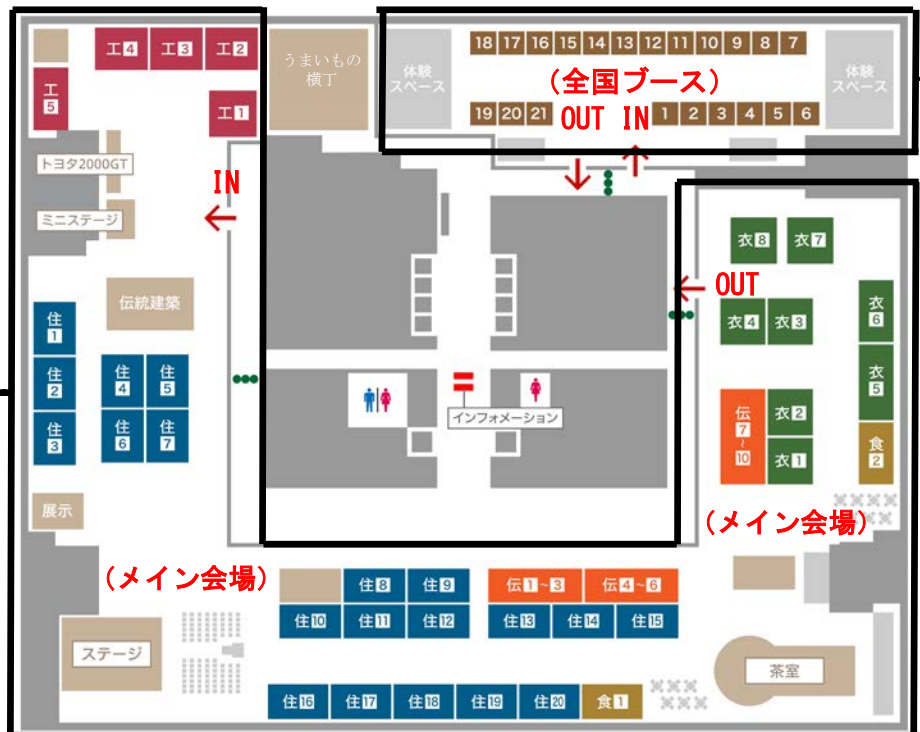 工4 工3 工2
工5
工1
うまいもの
横丁
体験
スペース
18 17 16 15 14 13 12 11 10 9 8 7
(全国ブース)
19 20 21 OUT IN 1 2 3 4 5 6
体験
スペース
トヨタ2000GT
ミニステージ
IN
伝統建築
住1
住2
住3
住4 住5
住6 住7
展示
インフォメーション
衣8 衣7
OUT
衣4 衣3
衣6
衣5
伝7~10
衣2
衣1
食2
(メイン会場)
(メイン会場)
住8 住9
伝1~3 伝4~6
住10 住11 住12
住13 住14 住15
ステージ
茶室
住16 住17 住18 住19 住20 食1